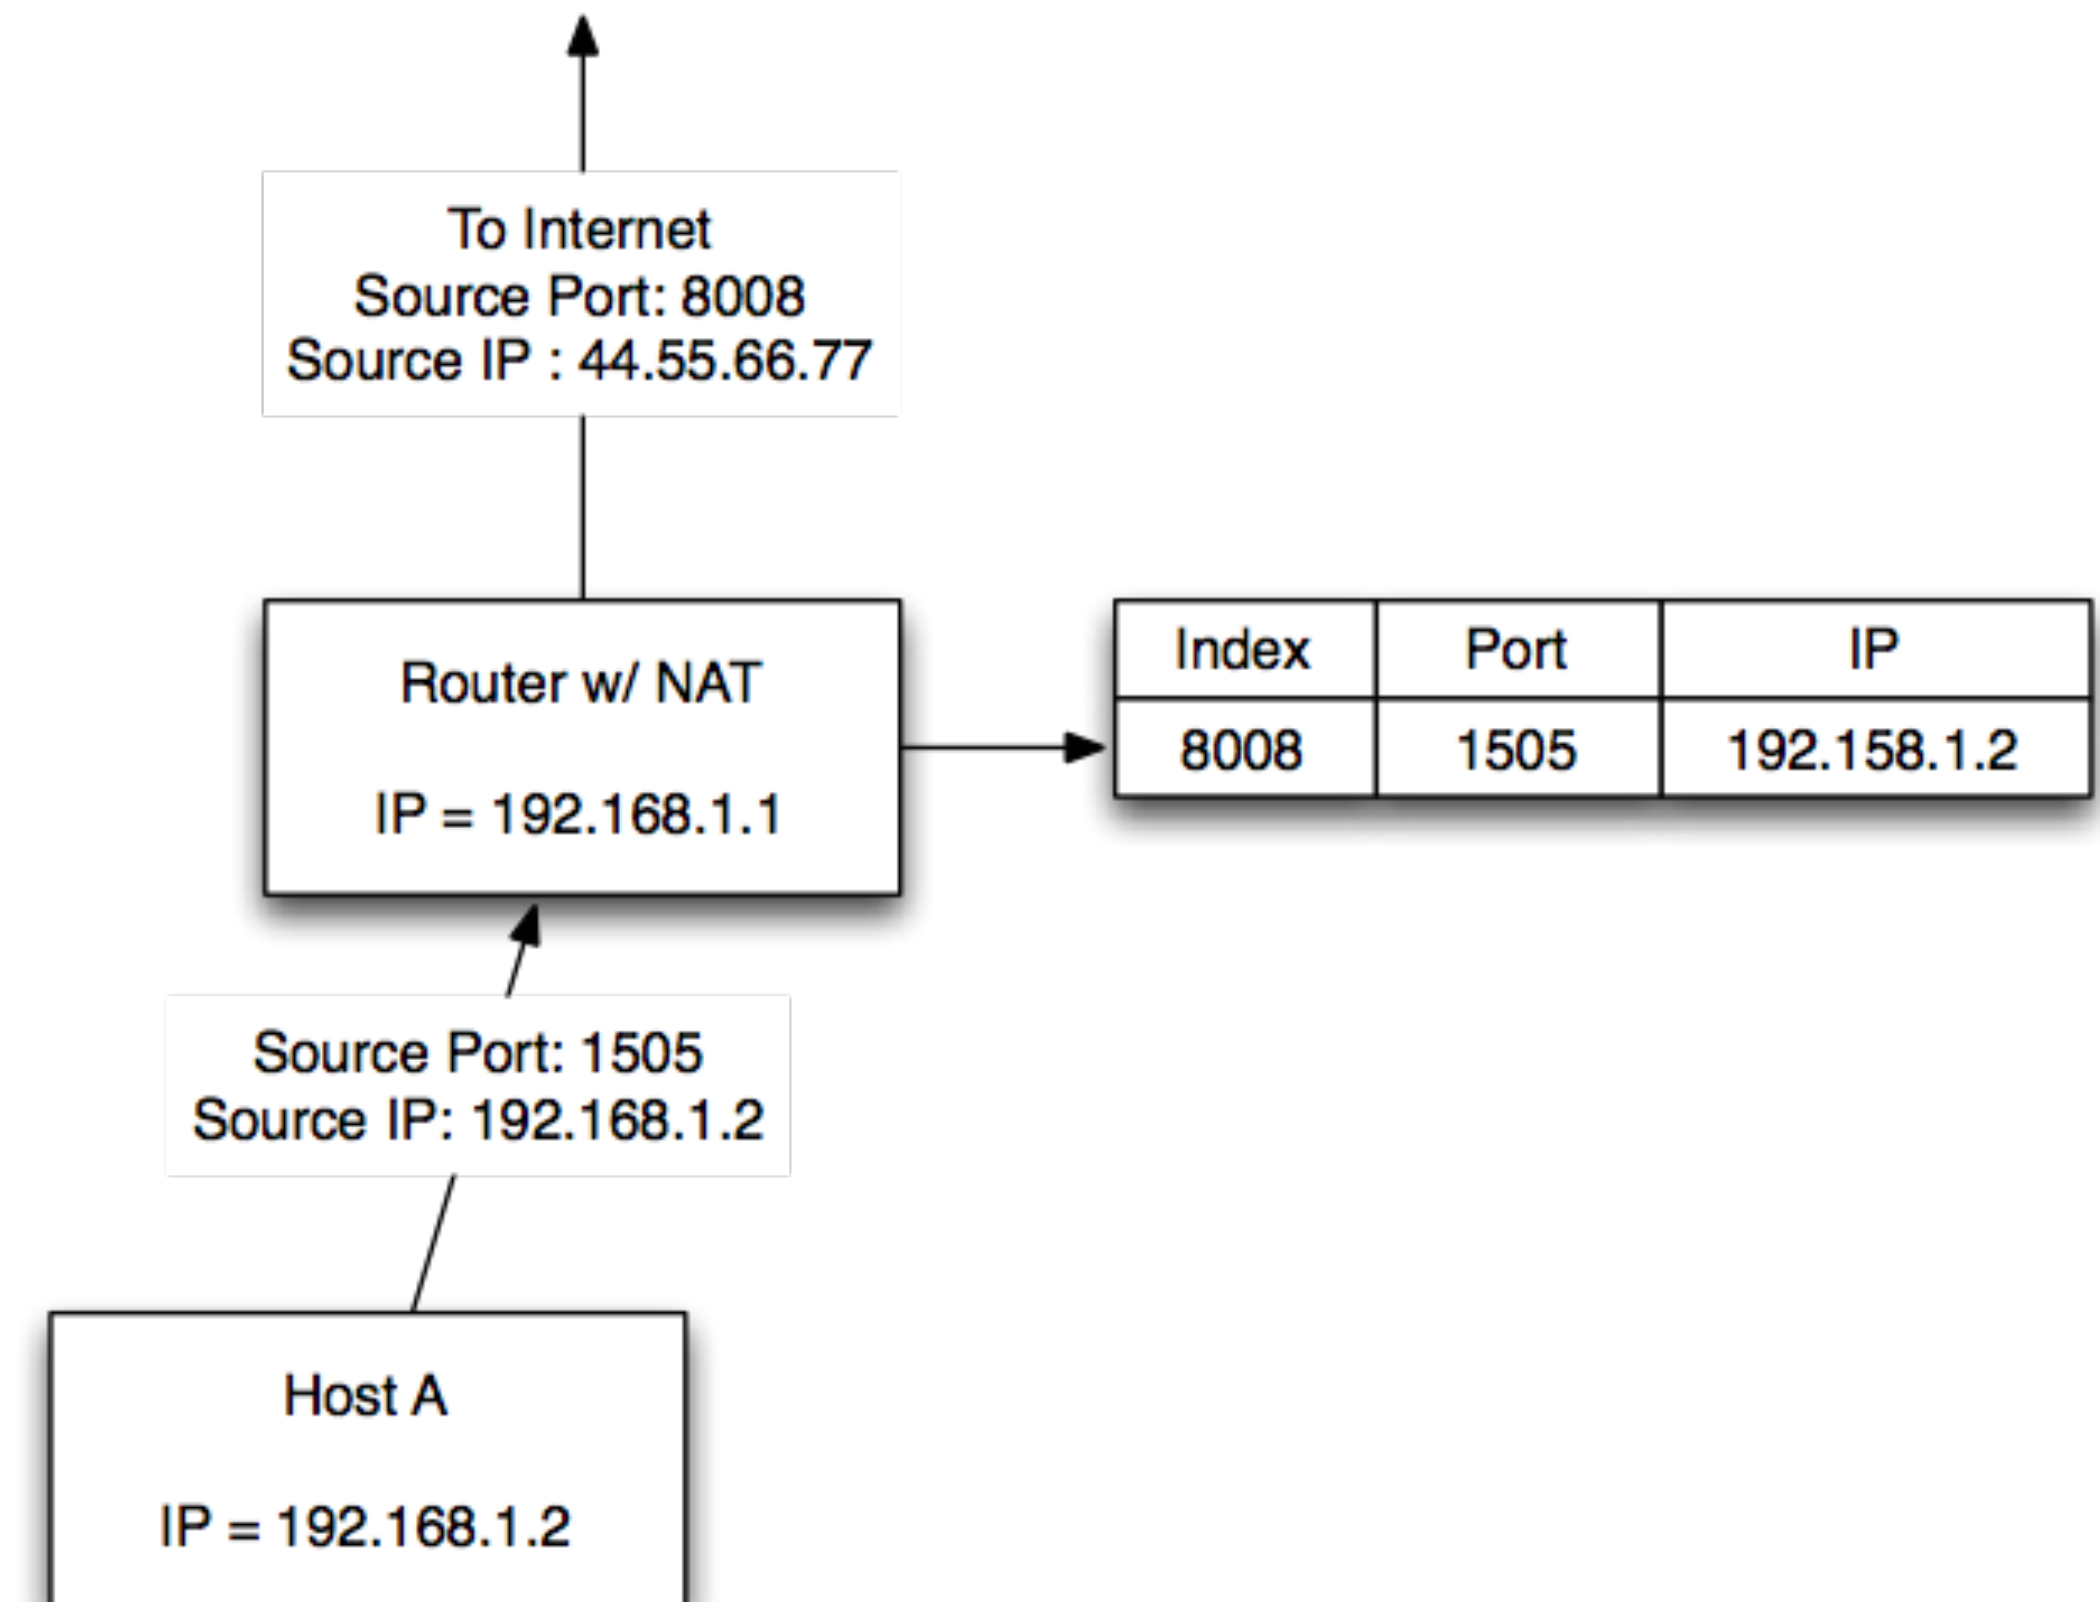 To Internet
Source Port: 8008
Source IP : 44.55.66.77
Router w/ NAT
IP = 192.168.1.1
Index Port IP
8008 1505 192.158.1.2
Source Port: 1505
Source IP: 192.168.1.2
Host A
IP = 192.168.1.2